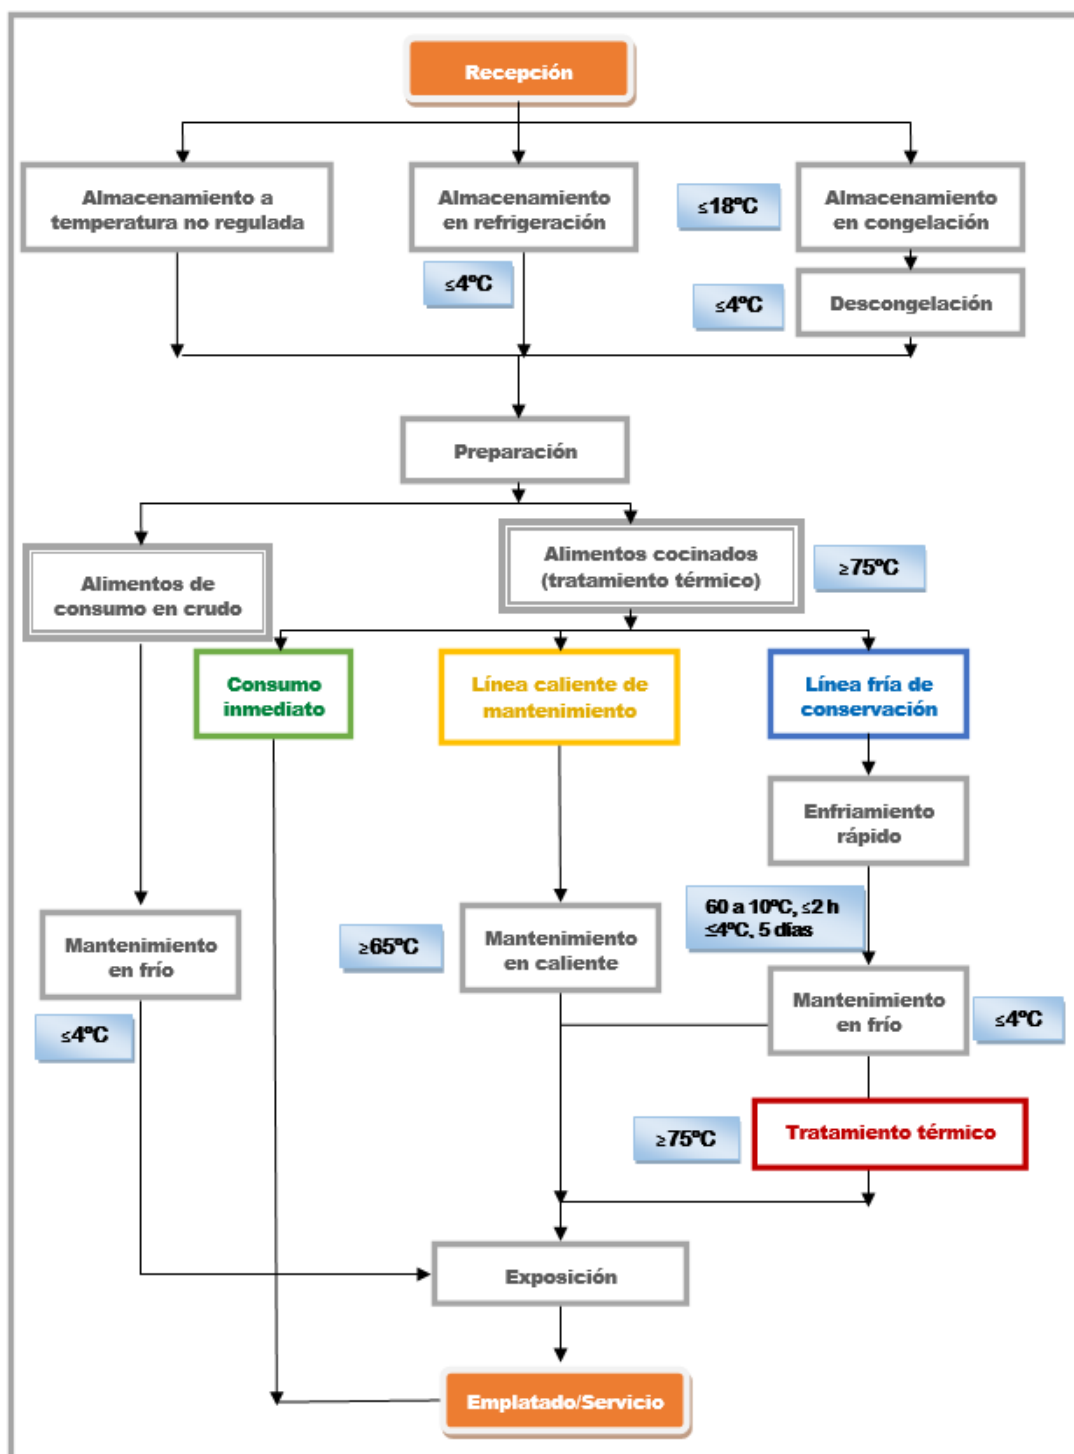 Recepción
Almacenamiento a
temperatura no regulada
Almacenamiento
en refrigeración
≤18ºC
Almacenamiento
en congelación
≤4ºC
≤4ºC
Descongelación
Preparación
Alimentos de
consumo en crudo
Alimentos cocinados
(tratamiento térmico)
≥75ºC
Consumo
inmediato
Línea caliente de
mantenimiento
Línea fría de
conservación
Enfriamiento
rápido
60 a 10ºC, ≤2 h
≤4ºC, 5 días
Mantenimiento
en frío
≤4ºC
≥65ºC
Mantenimiento
en caliente
Mantenimiento
en frío
≤4ºC
≥75ºC
Tratamiento térmico
Exposición
Emplatado/Servicio